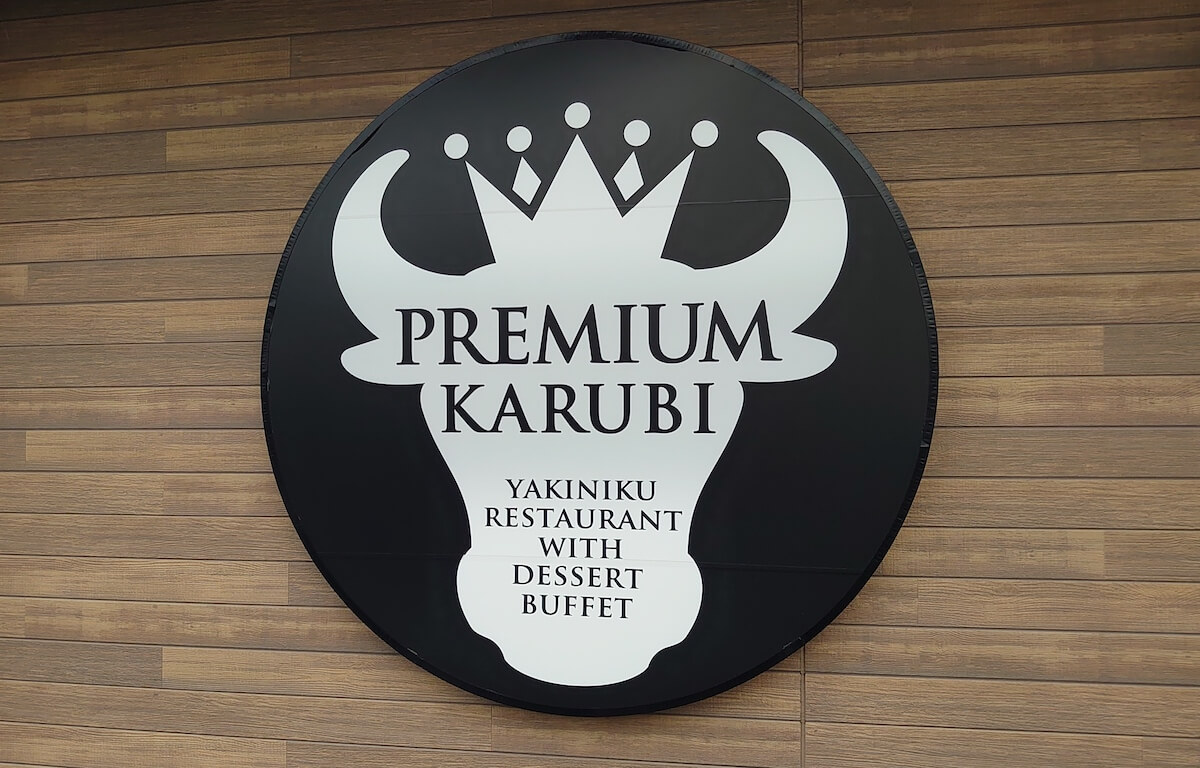 PREMIUM
KARUBI
YAKINIKU
RESTAURANT
WITH
DESSERT
BUFFET